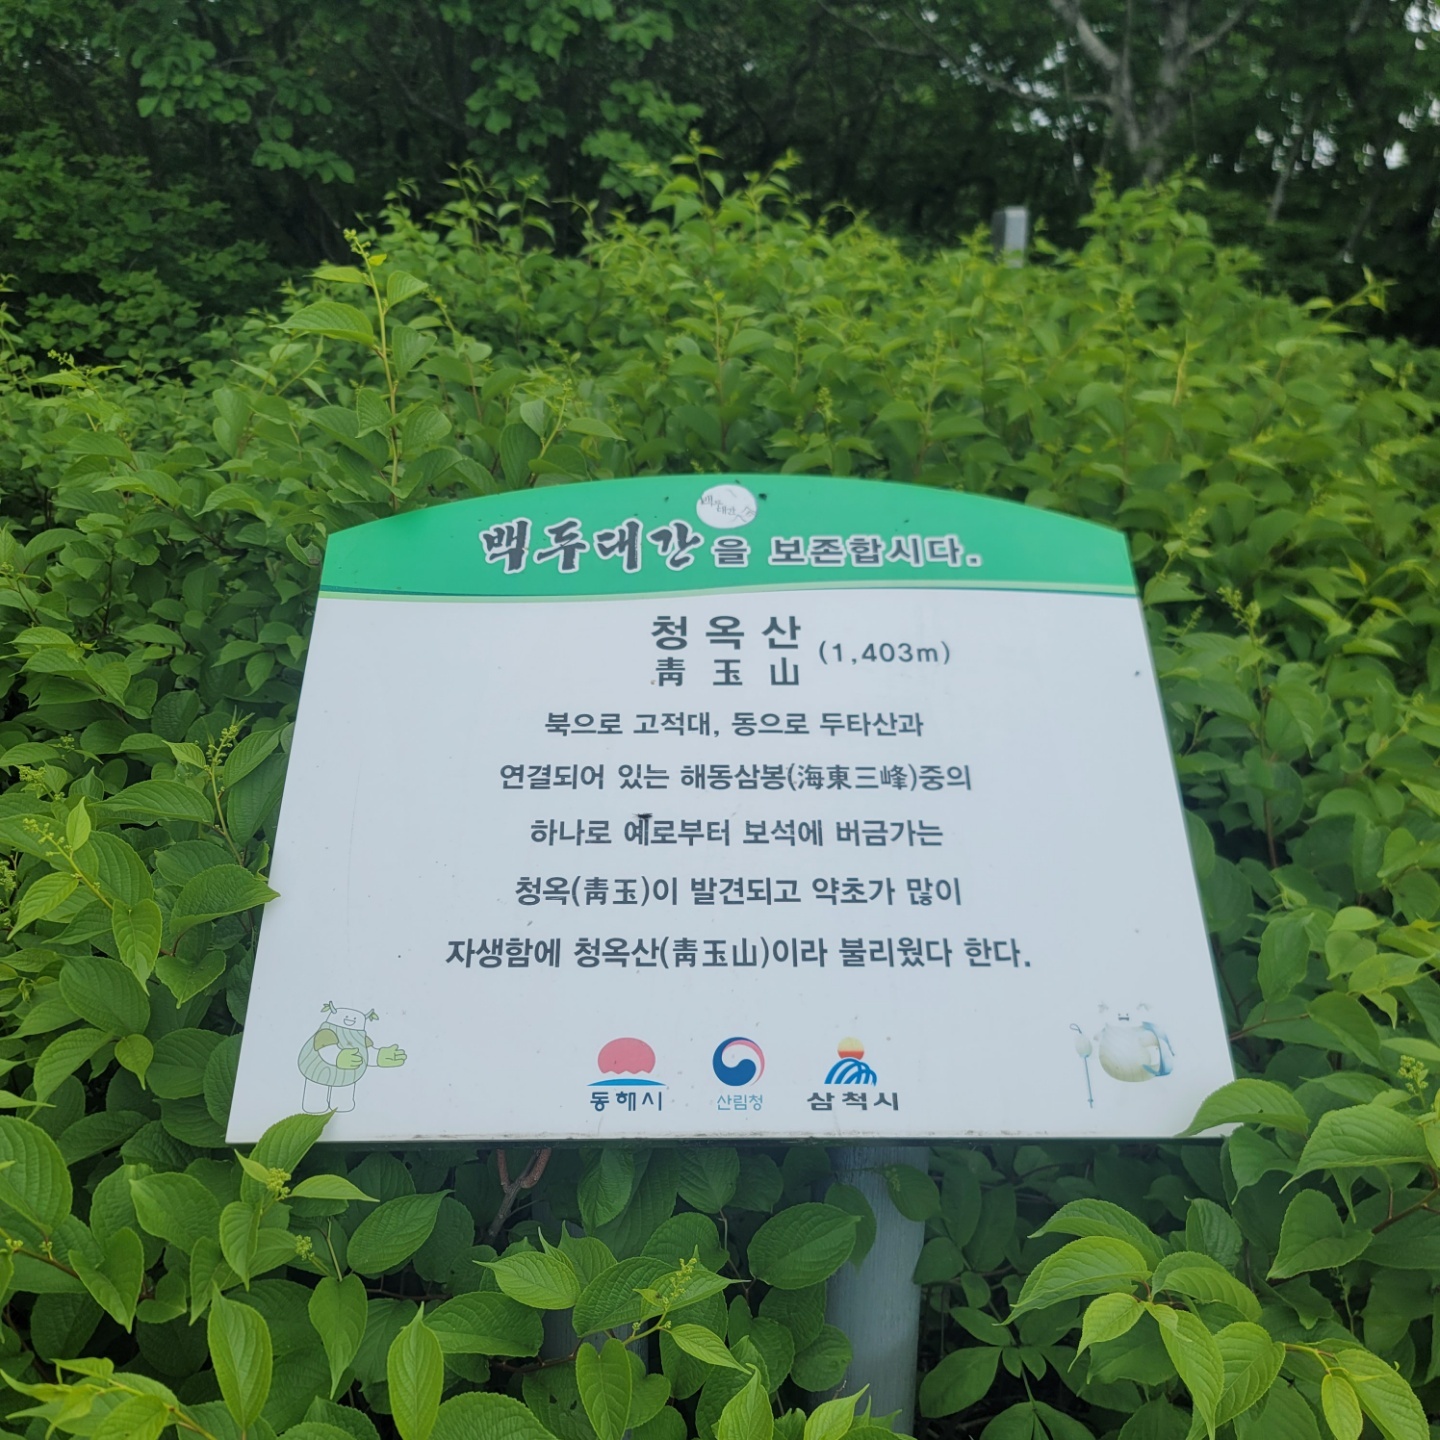 백두대간
백두대간을 보존합시다.
청옥산 (1,403m)
靑玉山
북으로 고적대, 동으로 두타산과
연결되어 있는 해동삼봉(海東三峰)중의
하나로 예로부터 보석에 버금가는
청옥(靑玉)이 발견되고 약초가 많이
자생함에 청옥산(靑玉山)이라 불리웠다 한다.
동해시 산림청 삼척시